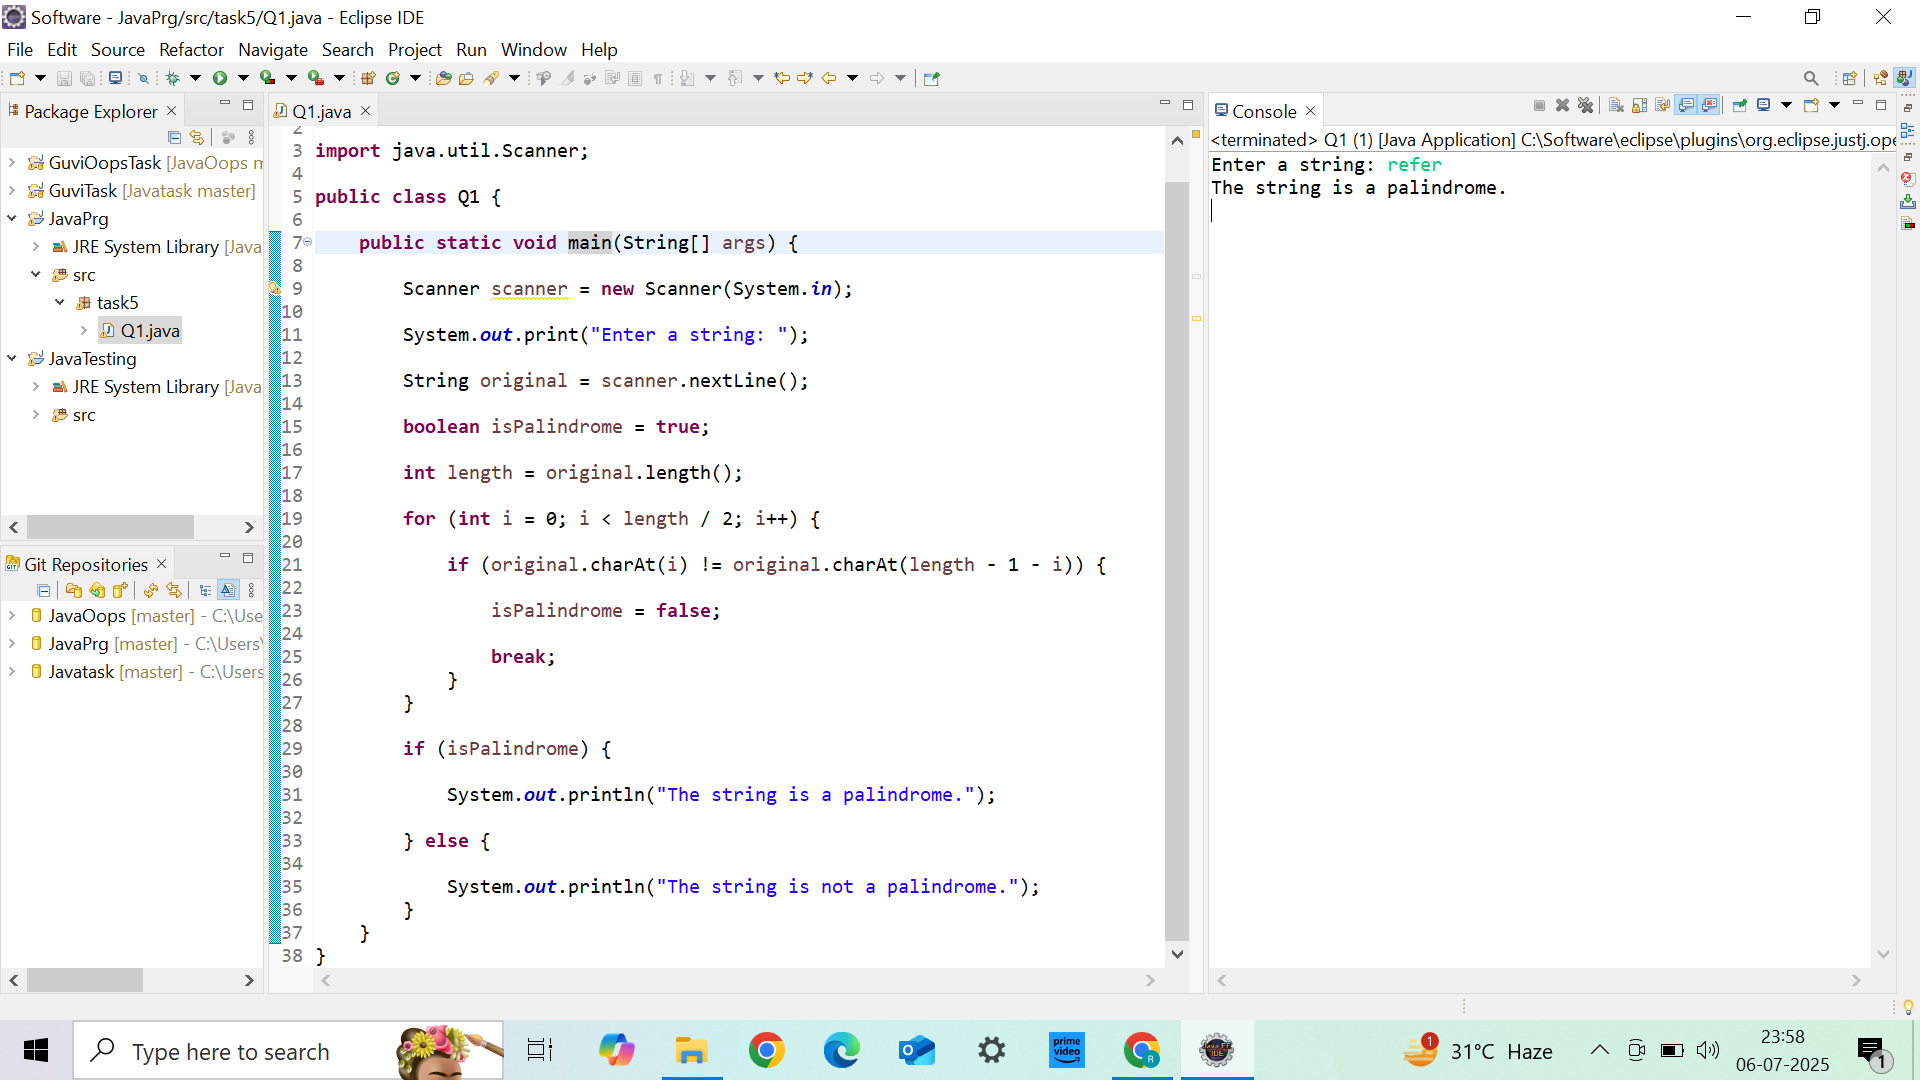 Software - JavaPrg/src/task5/Q1.java - Eclipse IDE
File Edit Source Refactor Navigate Search Project Run Window Help
Package Explorer
GuviOopsTask [JavaOops m
GuviTask [Javatask master]
JavaPrg
JRE System Library [Java
src
task5
Q1.java
JavaTesting
JRE System Library [Java
src
Git Repositories
JavaOops [master] - C:\Use
JavaPrg [master] - C:\Users\
Javatask [master] - C:\Users
Q1.java
2
3 import java.util.Scanner;
4
5 public class Q1 {
6
7 public static void main(String[] args) {
8
9 Scanner scanner = new Scanner(System.in);
10
11 System.out.print("Enter a string: ");
12
13 String original = scanner.nextLine();
14
15 boolean isPalindrome = true;
16
17 int length = original.length();
18
19 for (int i = 0; i < length / 2; i++) {
20
21 if (original.charAt(i) != original.charAt(length - 1 - i)) {
22
23 isPalindrome = false;
24
25 break;
26 }
27 }
28
29 if (isPalindrome) {
30
31 System.out.println("The string is a palindrome.");
32
33 } else {
34
35 System.out.println("The string is not a palindrome.");
36 }
37 }
38 }
Console
<terminated> Q1 (1) [Java Application] C:\Software\eclipse\plugins\org.eclipse.justj.ope
Enter a string: refer
The string is a palindrome.
Type here to search
prime video
R
Java EE IDE
1
31°C Haze
23:58
06-07-2025
1